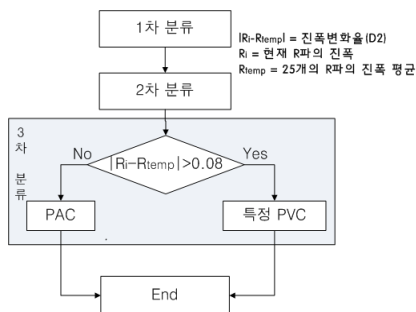 1차 분류
|Ri-Rtemp| = 진폭변화율(D2)
Ri = 현재 R파의 진폭
Rtemp = 25개의 R파의 진폭 평균
2차 분류
3
차
분
류
No
|Ri-Rtemp|>0.08
Yes
PAC
특정 PVC
End